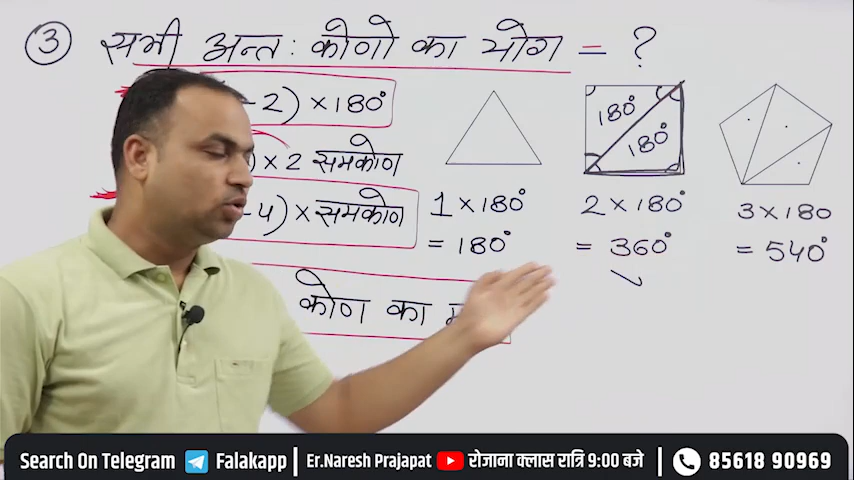 ③ सभी अन्त: कोणो का योग = ?
- 2) × 180°
) × 2 समकोण
- 4) × समकोण
कोण का
180°
180°
1 × 180°
= 180°
2 × 180°
= 360°
3 × 180
= 540°
Search On Telegram Falakapp | Er.Naresh Prajapat रोजाना क्लास रात्रि 9:00 बजे | 85618 90969